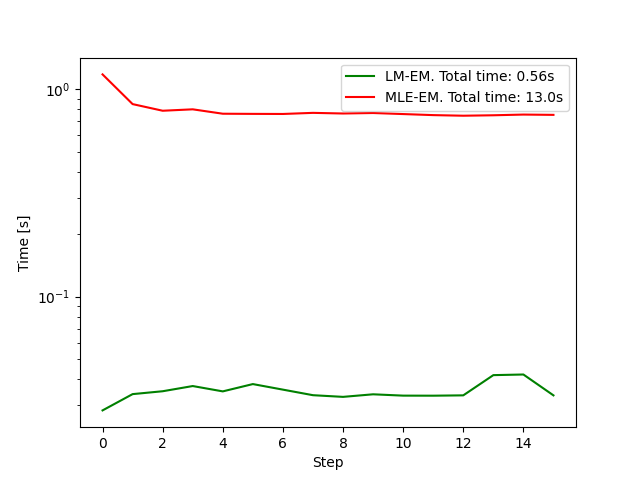 LM-EM. Total time: 0.56s
MLE-EM. Total time: 13.0s
10⁰
10⁻¹
Time [s]
0 2 4 6 8 10 12 14
Step